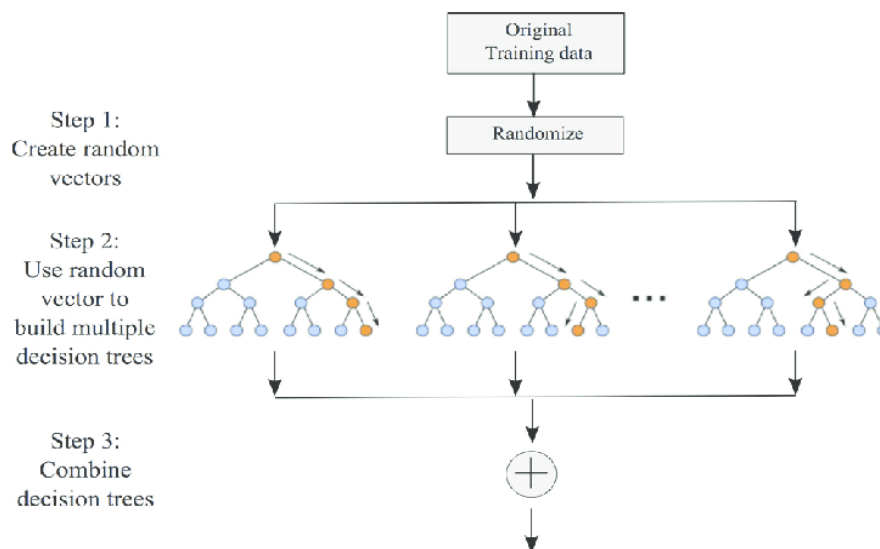 Original
Training data
Step 1:
Create random
vectors
Randomize
Step 2:
Use random
vector to
build multiple
decision trees
...
Step 3:
Combine
decision trees